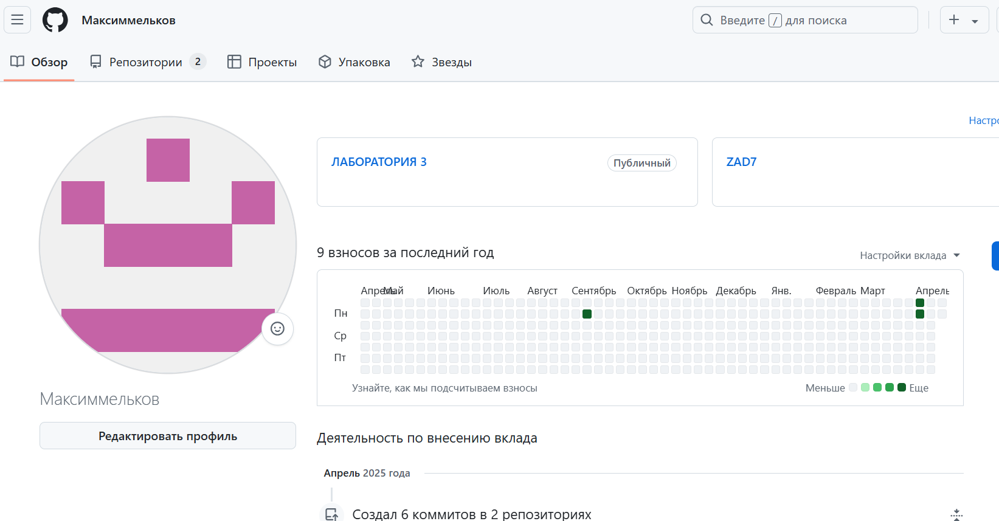 Максиммельков
Введите / для поиска
Обзор
Репозитории 2
Проекты
Упаковка
Звезды
ЛАБОРАТОРИЯ 3
Публичный
ZAD7
9 взносов за последний год
Настройки вклада
Апрель Май Июнь Июль Август Сентябрь Октябрь Ноябрь Декабрь Янв. Февраль Март Апрель
Пн
Ср
Пт
Узнайте, как мы подсчитываем взносы
Меньше
Еще
Максиммельков
Редактировать профиль
Деятельность по внесению вклада
Апрель 2025 года
Создал 6 коммитов в 2 репозиториях